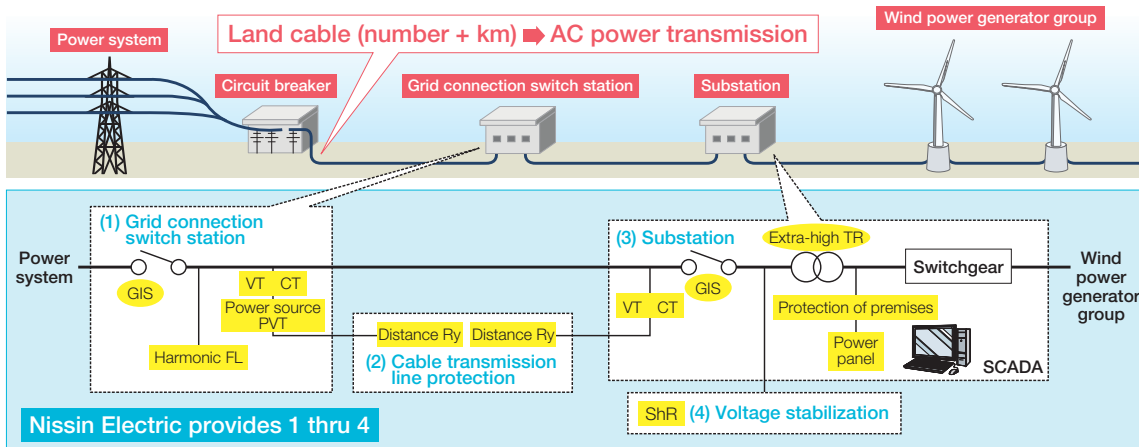 Power system
Land cable (number + km) ➡ AC power transmission
Wind power generator group
Circuit breaker
Grid connection switch station
Substation
(1) Grid connection
switch station
Power
system
GIS
VT CT
Power source
PVT
Harmonic FL
Distance Ry
Distance Ry
(2) Cable transmission
line protection
(3) Substation
Extra-high TR
GIS
VT CT
Switchgear
Protection of premises
Power
panel
SCADA
Wind
power
generator
group
ShR (4) Voltage stabilization
Nissin Electric provides 1 thru 4